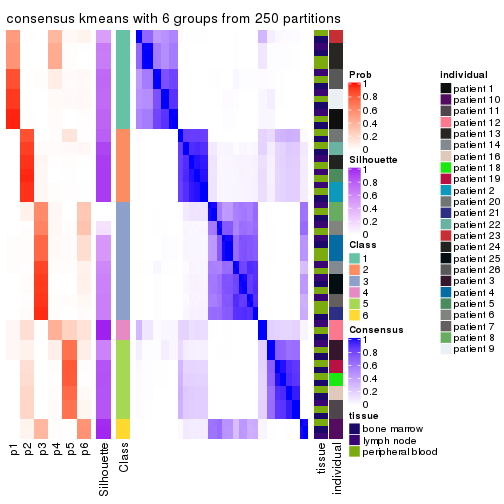 consensus kmeans with 6 groups from 250 partitions
p1
p2
p3
p4
p5
p6
Silhouette
Class
tissue
individual
Prob
1
0.8
0.6
0.4
0.2
0
Silhouette
1
0.8
0.6
0.4
0.2
0
Class
1
2
3
4
5
6
Consensus
1
0.8
0.6
0.4
0.2
0
tissue
bone marrow
lymph node
peripheral blood
individual
patient 1
patient 10
patient 11
patient 12
patient 13
patient 14
patient 16
patient 18
patient 19
patient 2
patient 20
patient 21
patient 22
patient 23
patient 24
patient 25
patient 26
patient 3
patient 4
patient 5
patient 6
patient 7
patient 8
patient 9